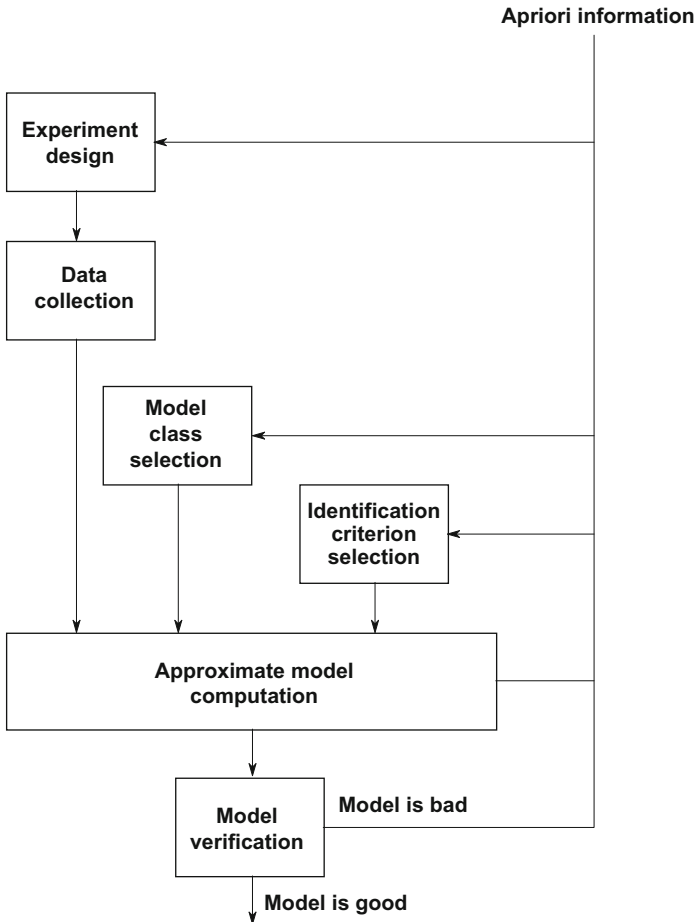 Apriori information
Experiment
design
Data
collection
Model
class
selection
Identification
criterion
selection
Approximate model
computation
Model
verification
Model is bad
Model is good